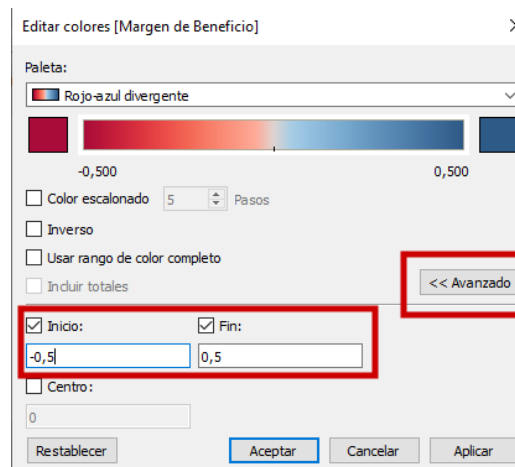 Editar colores [Margen de Beneficio]
Paleta:
Rojo-azul divergente
-0,500 0,500
Color escalonado 5 Pasos
Inverso
Usar rango de color completo
Incluir totales
<< Avanzado
Inicio: Fin:
-0,5 0,5
Centro:
0
Restablecer Aceptar Cancelar Aplicar